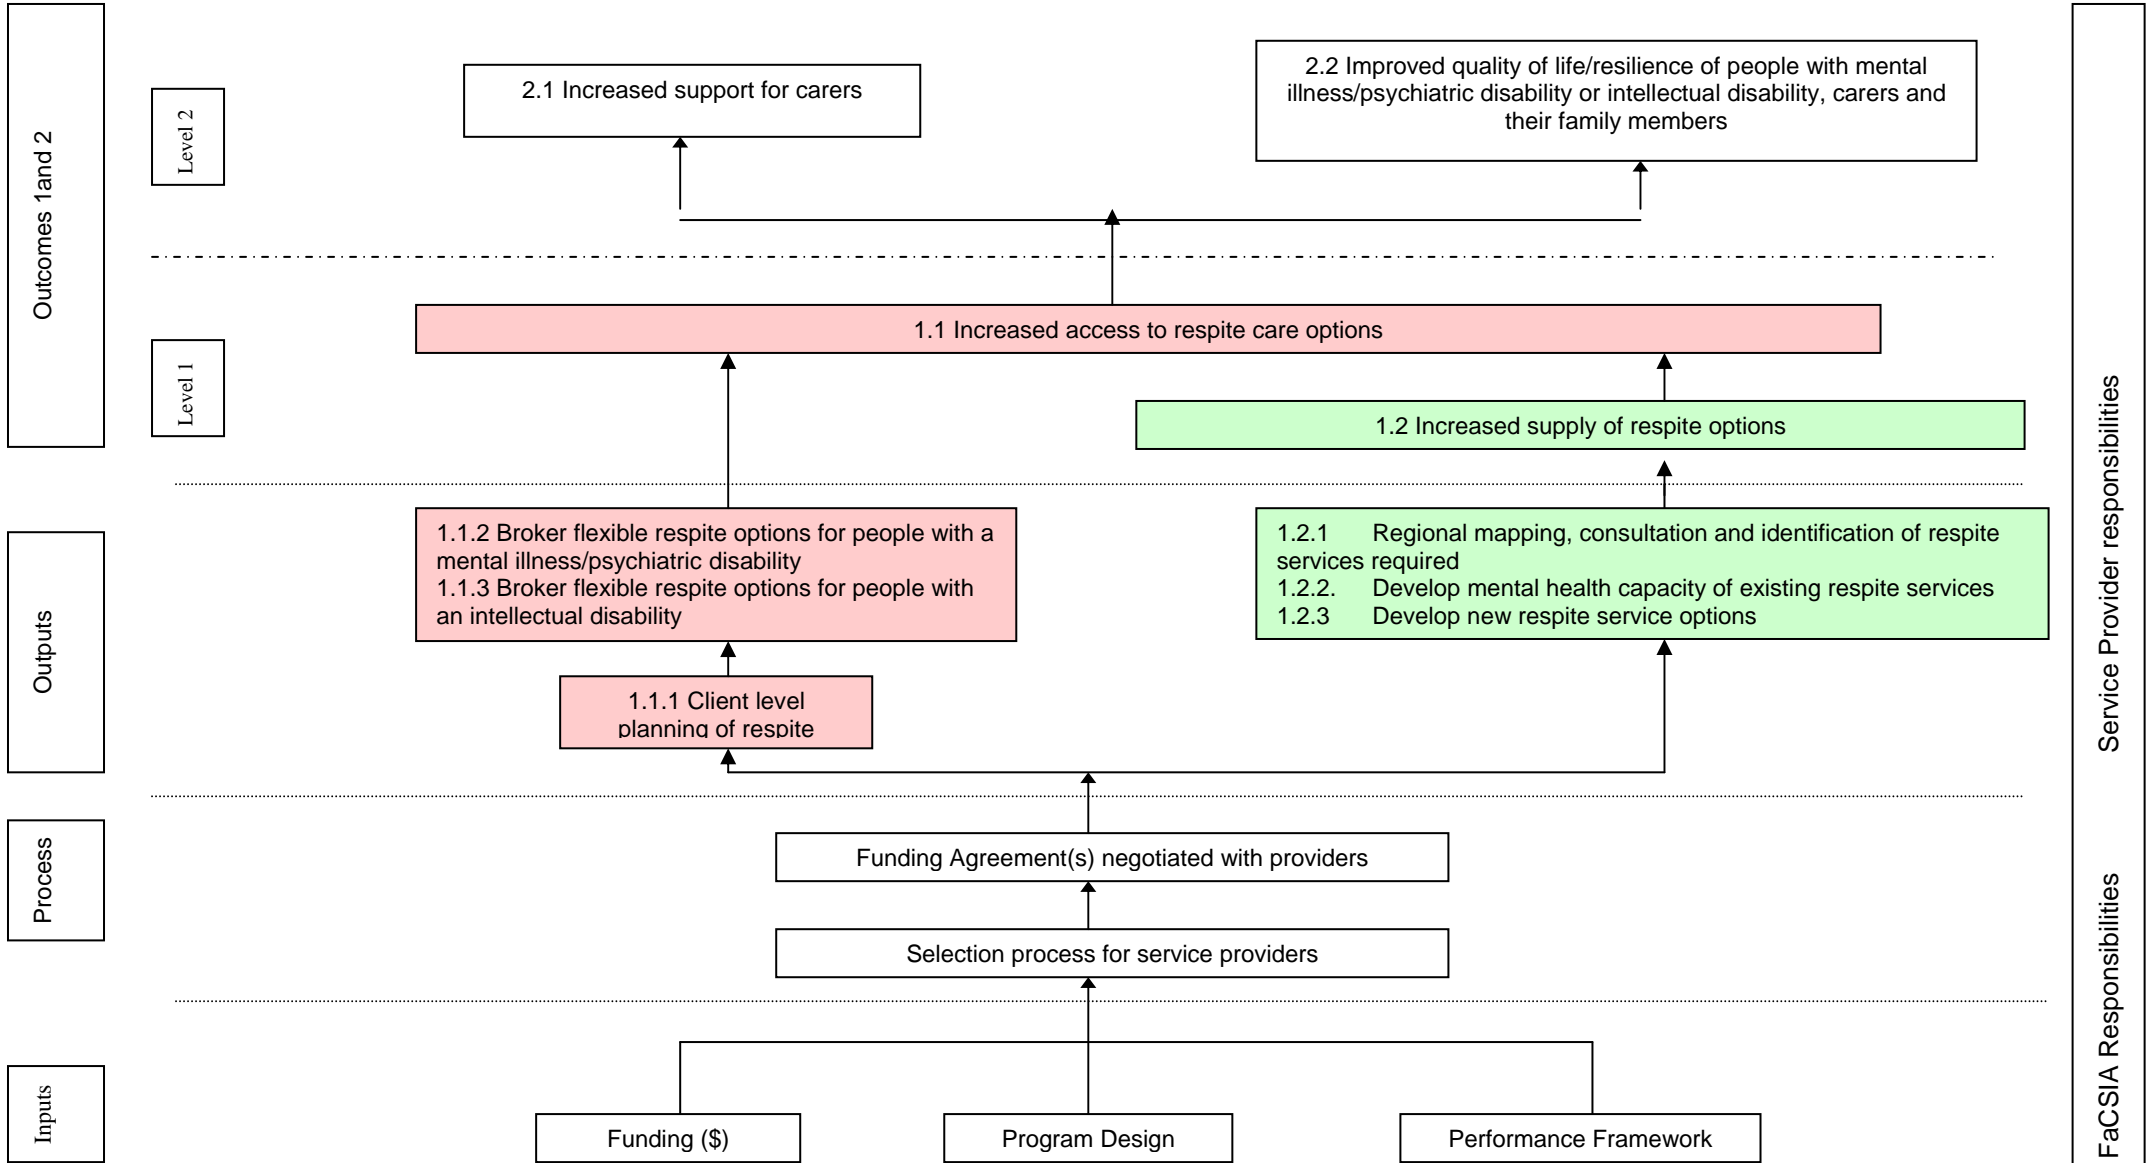 Outcomes 1and 2
Level 2
2.1 Increased support for carers
2.2 Improved quality of life/resilience of people with mental
illness/psychiatric disability or intellectual disability, carers and
their family members
Level 1
1.1 Increased access to respite care options
1.2 Increased supply of respite options
Outputs
1.1.2 Broker flexible respite options for people with a
mental illness/psychiatric disability
1.1.3 Broker flexible respite options for people with
an intellectual disability
1.2.1 Regional mapping, consultation and identification of respite
services required
1.2.2. Develop mental health capacity of existing respite services
1.2.3 Develop new respite service options
1.1.1 Client level
planning of respite
Process
Funding Agreement(s) negotiated with providers
Selection process for service providers
Inputs
Funding ($)
Program Design
Performance Framework
Service Provider responsibilities
FaCSIA Responsibilities